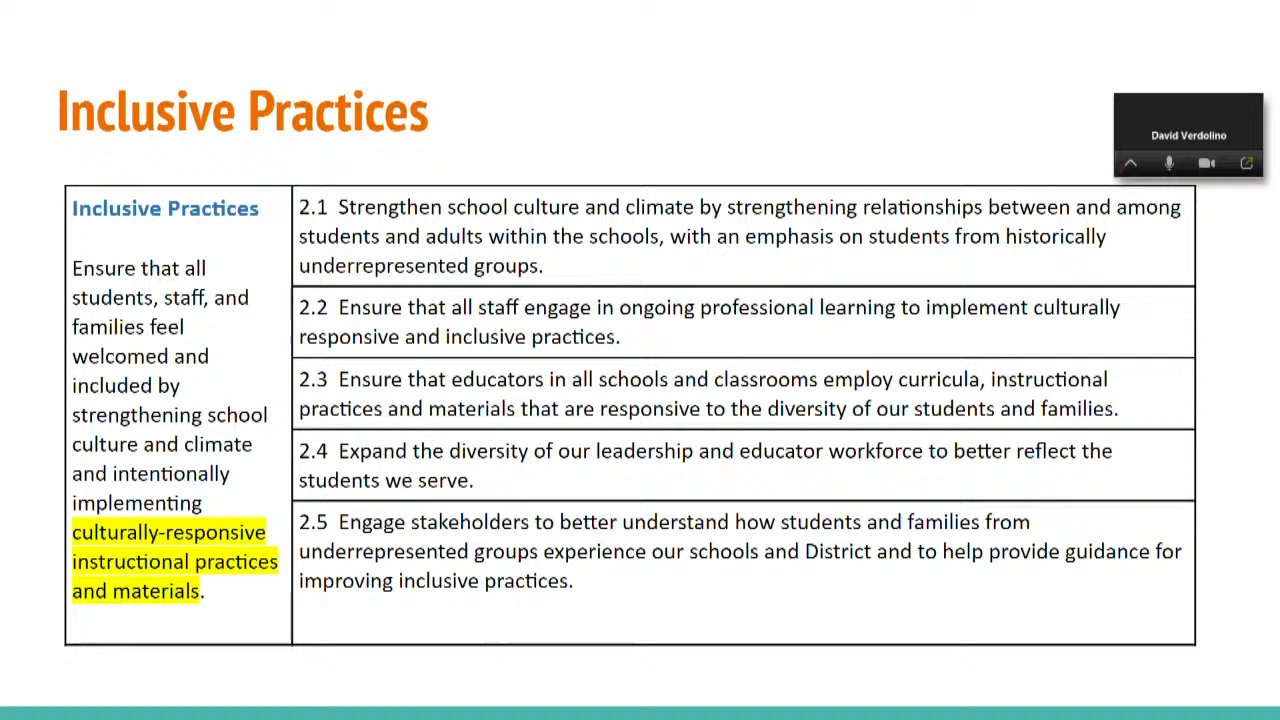 Inclusive Practices
David Verdolino
Inclusive Practices
Ensure that all
students, staff, and
families feel
welcomed and
included by
strengthening school
culture and climate
and intentionally
implementing
culturally-responsive
instructional practices
and materials.
2.1 Strengthen school culture and climate by strengthening relationships between and among
students and adults within the schools, with an emphasis on students from historically
underrepresented groups.
2.2 Ensure that all staff engage in ongoing professional learning to implement culturally
responsive and inclusive practices.
2.3 Ensure that educators in all schools and classrooms employ curricula, instructional
practices and materials that are responsive to the diversity of our students and families.
2.4 Expand the diversity of our leadership and educator workforce to better reflect the
students we serve.
2.5 Engage stakeholders to better understand how students and families from
underrepresented groups experience our schools and District and to help provide guidance for
improving inclusive practices.